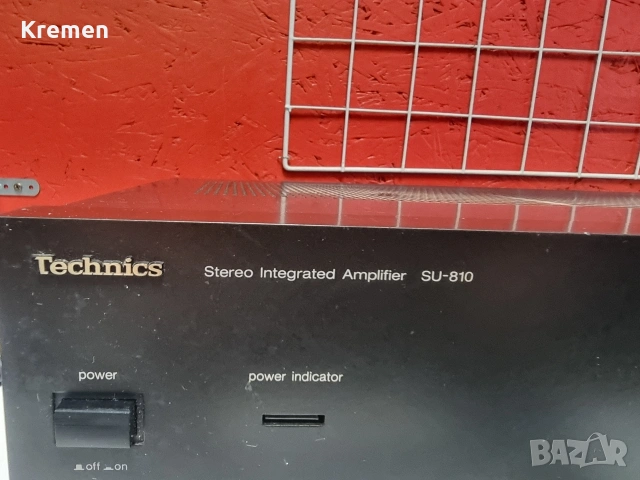 Kremen
Technics
Stereo Integrated Amplifier SU-810
power
power indicator
off on
BAZAR